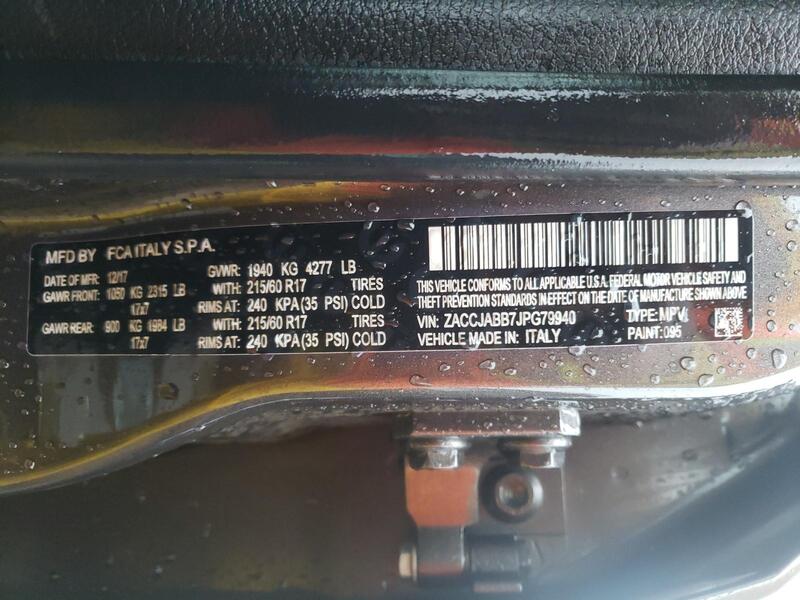 MFD BY FCA ITALY S.P.A.
DATE OF MFR: 12/17 GVWR: 1940 KG 4277 LB
GAWR FRONT: 1050 KG 2315 LB WITH: 215/60 R17 TIRES
17x7 RIMS AT: 240 KPA(35 PSI) COLD
GAWR REAR: 900 KG 1984 LB WITH: 215/60 R17 TIRES
17x7 RIMS AT: 240 KPA(35 PSI) COLD
THIS VEHICLE CONFORMS TO ALL APPLICABLE U.S.A. FEDERAL MOTOR VEHICLE SAFETY AND
THEFT PREVENTION STANDARDS IN EFFECT ON THE DATE OF MANUFACTURE SHOWN ABOVE.
VIN: ZACCJABB7JPG79940 TYPE: MPV
VEHICLE MADE IN: ITALY PAINT: 095